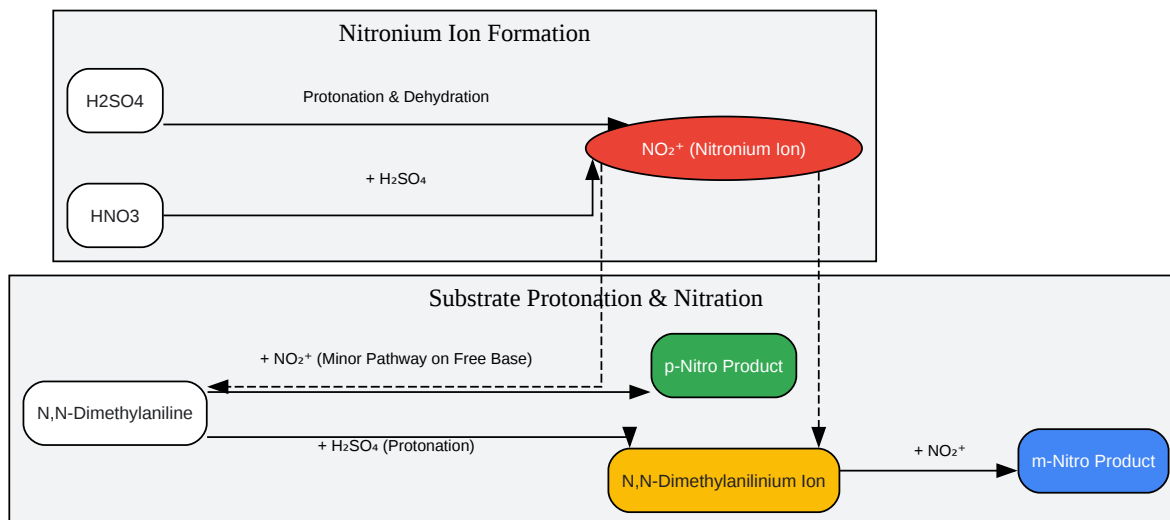 Nitronium Ion Formation
H2SO4
Protonation & Dehydration
NO₂⁺ (Nitronium Ion)
+ H₂SO₄
HNO3
Substrate Protonation & Nitration
+ NO₂⁺ (Minor Pathway on Free Base)
p-Nitro Product
N,N-Dimethylaniline
+ H₂SO₄ (Protonation)
N,N-Dimethylanilinium Ion
+ NO₂⁺
m-Nitro Product